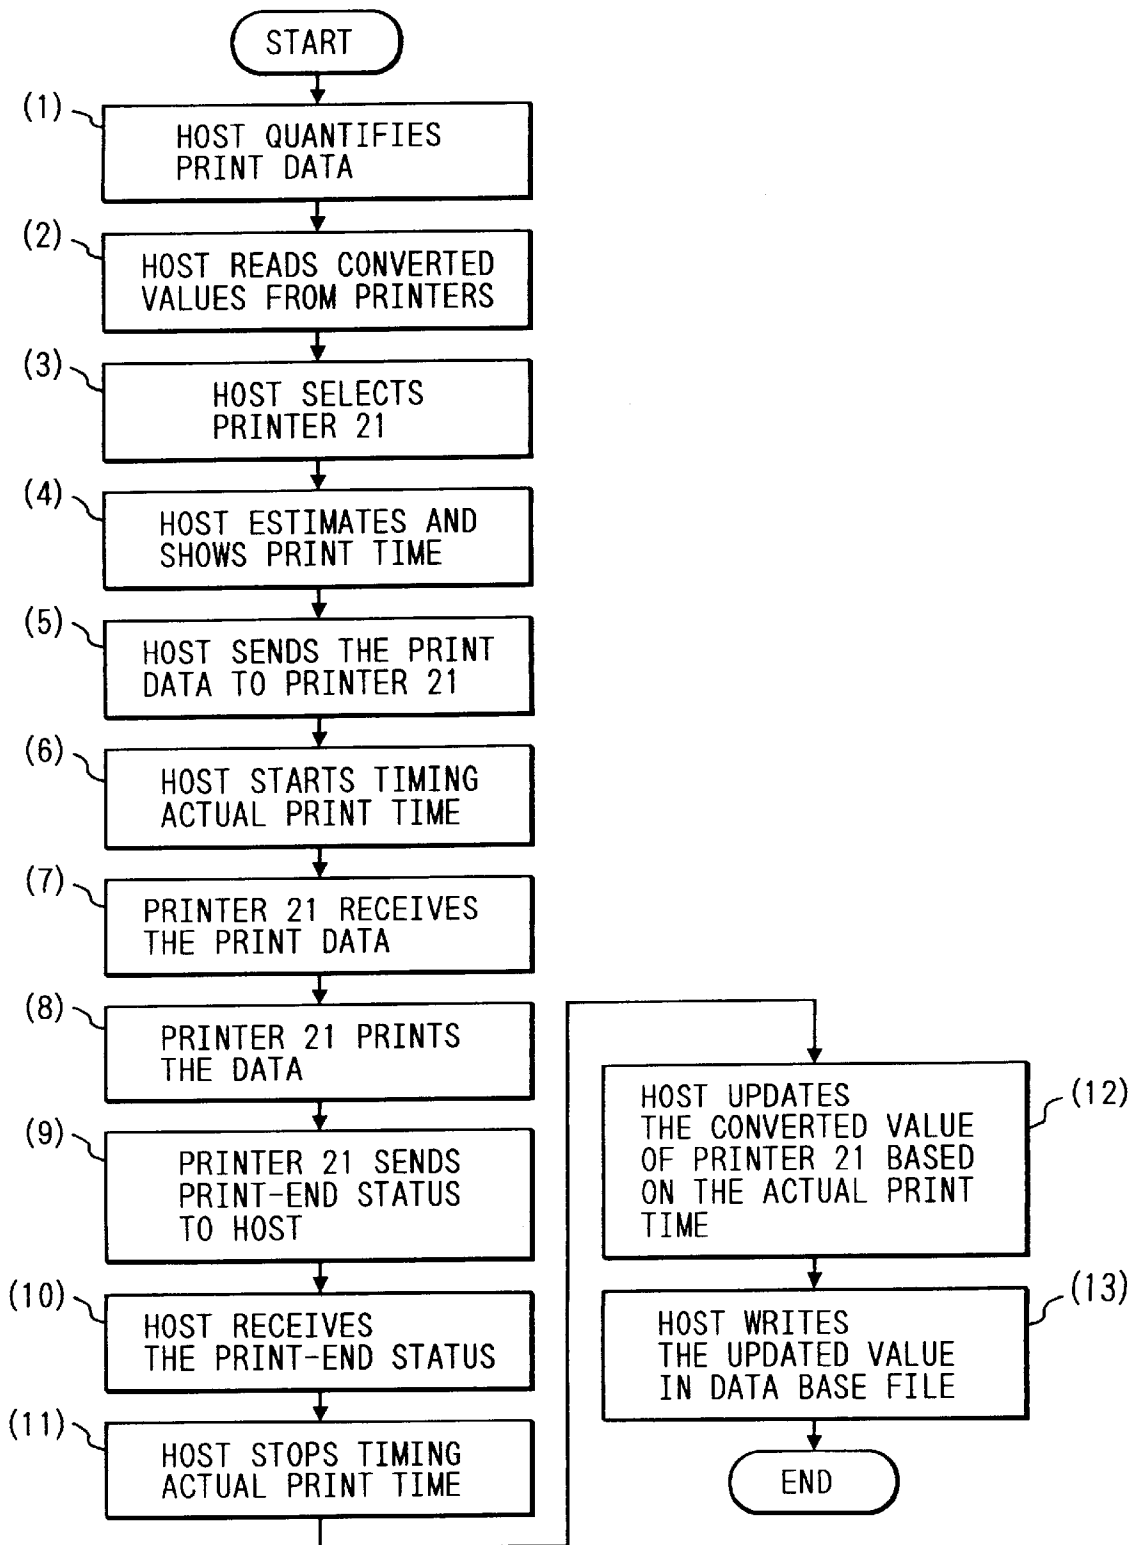 START
(1)
HOST QUANTIFIES
PRINT DATA
(2)
HOST READS CONVERTED
VALUES FROM PRINTERS
(3)
HOST SELECTS
PRINTER 21
(4)
HOST ESTIMATES AND
SHOWS PRINT TIME
(5)
HOST SENDS THE PRINT
DATA TO PRINTER 21
(6)
HOST STARTS TIMING
ACTUAL PRINT TIME
(7)
PRINTER 21 RECEIVES
THE PRINT DATA
(8)
PRINTER 21 PRINTS
THE DATA
(9)
PRINTER 21 SENDS
PRINT-END STATUS
TO HOST
(10)
HOST RECEIVES
THE PRINT-END STATUS
(11)
HOST STOPS TIMING
ACTUAL PRINT TIME
(12)
HOST UPDATES
THE CONVERTED VALUE
OF PRINTER 21 BASED
ON THE ACTUAL PRINT
TIME
(13)
HOST WRITES
THE UPDATED VALUE
IN DATA BASE FILE
END